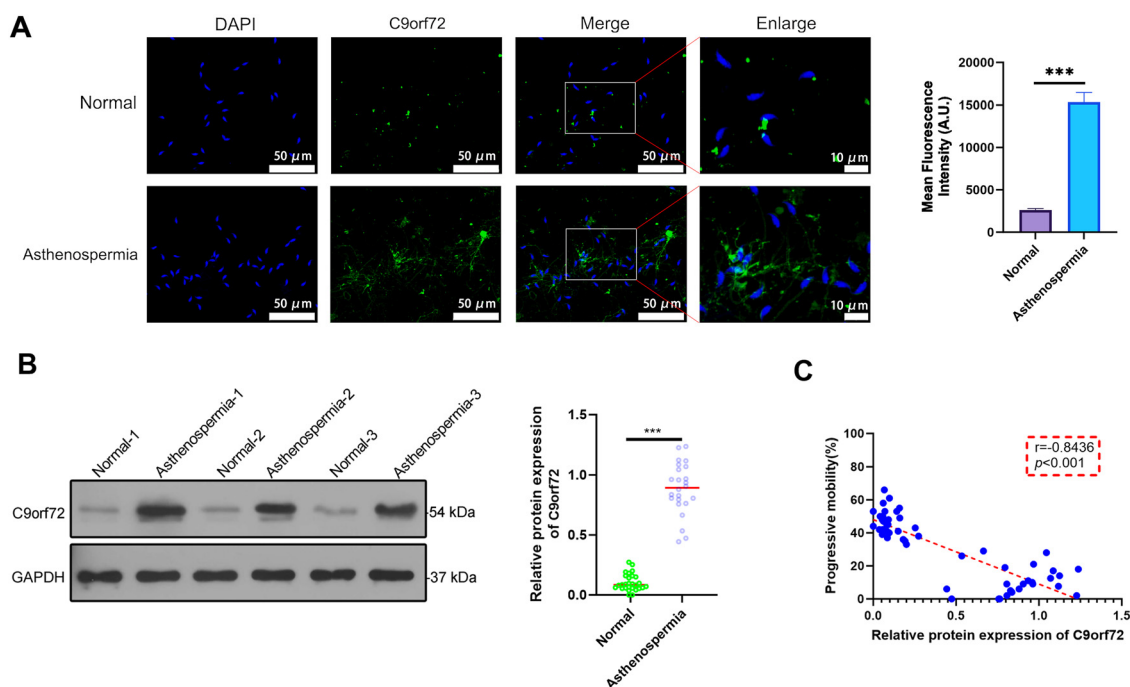 A
DAPI
C9orf72
Merge
Enlarge
Normal
50 μm
50 μm
50 μm
10 μm
Asthenospermia
50 μm
50 μm
50 μm
10 μm
Mean Fluorescence
Intensity (A.U.)
20000
15000
10000
5000
0
***
Normal
Asthenospermia
B
Normal-1
Asthenospermia-1
Normal-2
Asthenospermia-2
Normal-3
Asthenospermia-3
C9orf72
-54 kDa
GAPDH
-37 kDa
Relative protein expression
of C9orf72
1.5
1.0
0.5
0.0
***
Normal
Asthenospermia
C
Progressive mobility(%)
100
80
60
40
20
0
r=-0.8436
p<0.001
0.0
0.5
1.0
1.5
Relative protein expression of C9orf72